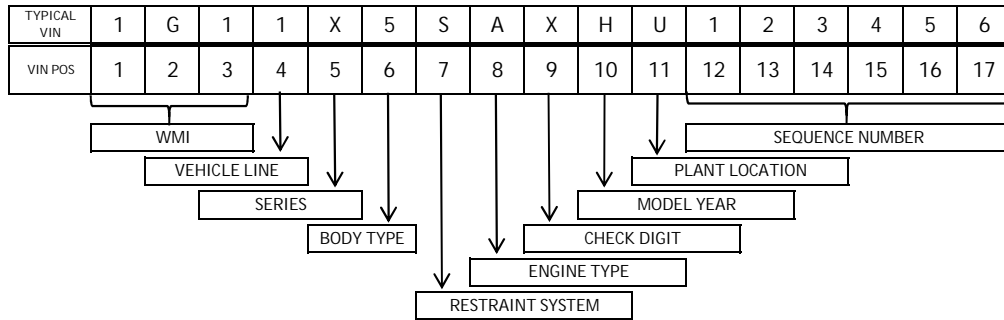 TYPICAL VIN 1 G 1 1 X 5 S A X H U 1 2 3 4 5 6
VIN POS 1 2 3 4 5 6 7 8 9 10 11 12 13 14 15 16 17
WMI SEQUENCE NUMBER
VEHICLE LINE PLANT LOCATION
SERIES MODEL YEAR
BODY TYPE CHECK DIGIT
ENGINE TYPE
RESTRAINT SYSTEM